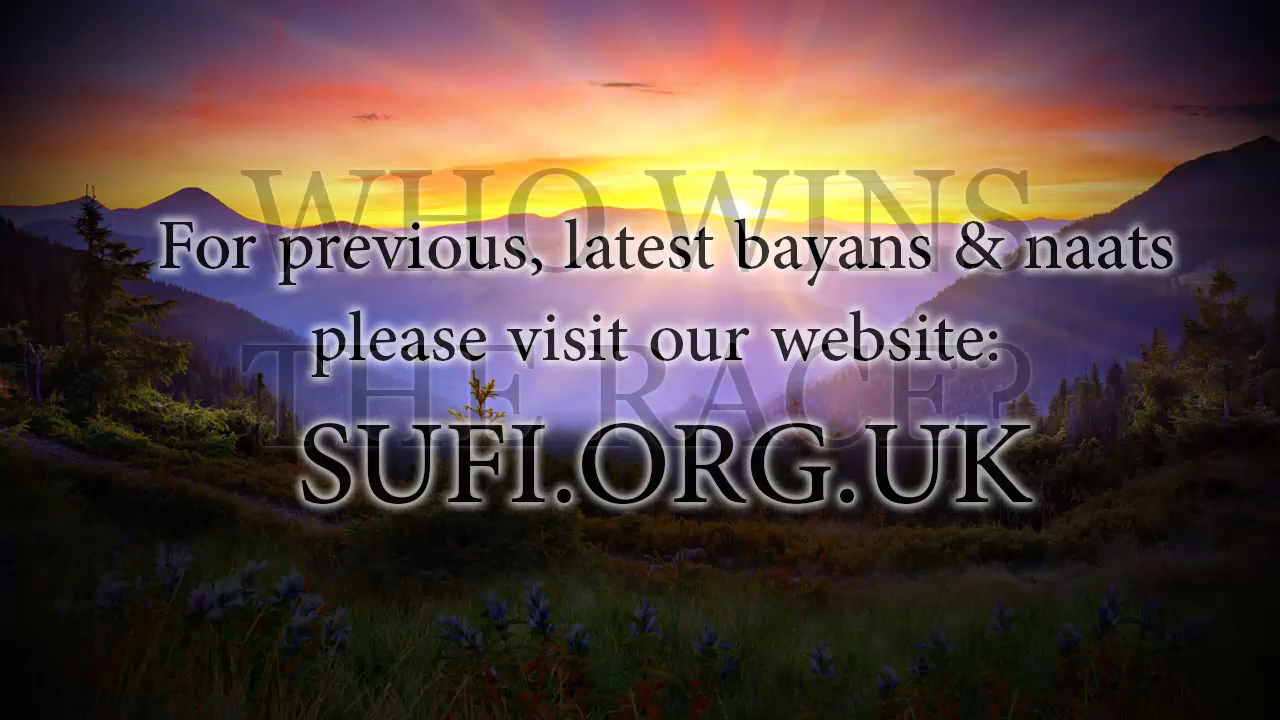 WHO WINS
For previous, latest bayans & naats
please visit our website:
THE RACE?
SUFI.ORG.UK